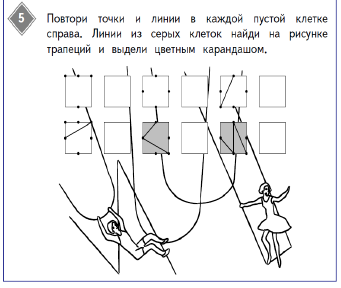 5
Повтори точки и линии в каждой пустой клетке
справа. Линии из серых клеток найди на рисунке
трапеций и выдели цветным карандашом.